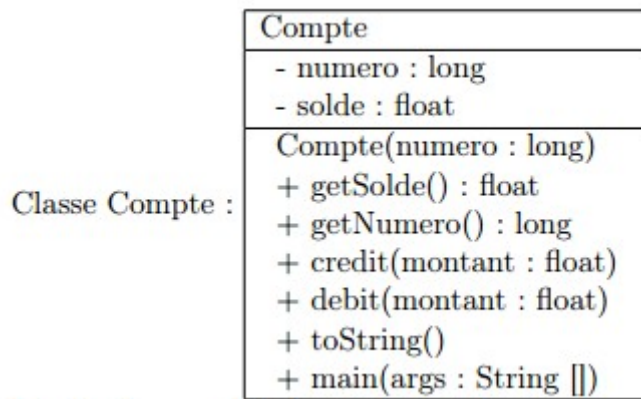 Compte
- numero : long
- solde : float
Compte(numero : long)
+ getSolde() : float
Classe Compte :
+ getNumero() : long
+ credit(montant : float)
+ debit(montant : float)
+ toString()
+ main(args : String [])